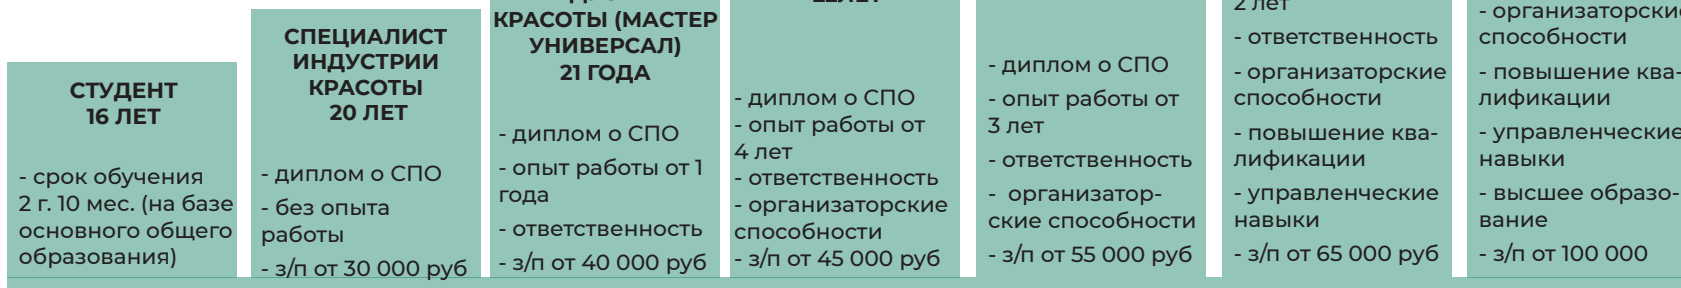 СТУДЕНТ
16 ЛЕТ
- срок обучения
2 г. 10 мес. (на базе
основного общего
образования)
СПЕЦИАЛИСТ
ИНДУСТРИИ
КРАСОТЫ
20 ЛЕТ
- диплом о СПО
- без опыта
работы
- з/п от 30 000 руб
КРАСОТЫ (МАСТЕР
УНИВЕРСАЛ)
21 ГОДА
- диплом о СПО
- опыт работы от 1
года
- ответственность
- з/п от 40 000 руб
- диплом о СПО
- опыт работы от
4 лет
- ответственность
- организаторские
способности
- з/п от 45 000 руб
- диплом о СПО
- опыт работы от
3 лет
- ответственность
- организатор-
ские способности
- з/п от 55 000 руб
2 лет
- ответственность
- организаторские
способности
- повышение ква-
лификации
- управленческие
навыки
- з/п от 65 000 руб
- организаторские
способности
- повышение ква-
лификации
- управленческие
навыки
- высшее образо-
вание
- з/п от 100 000